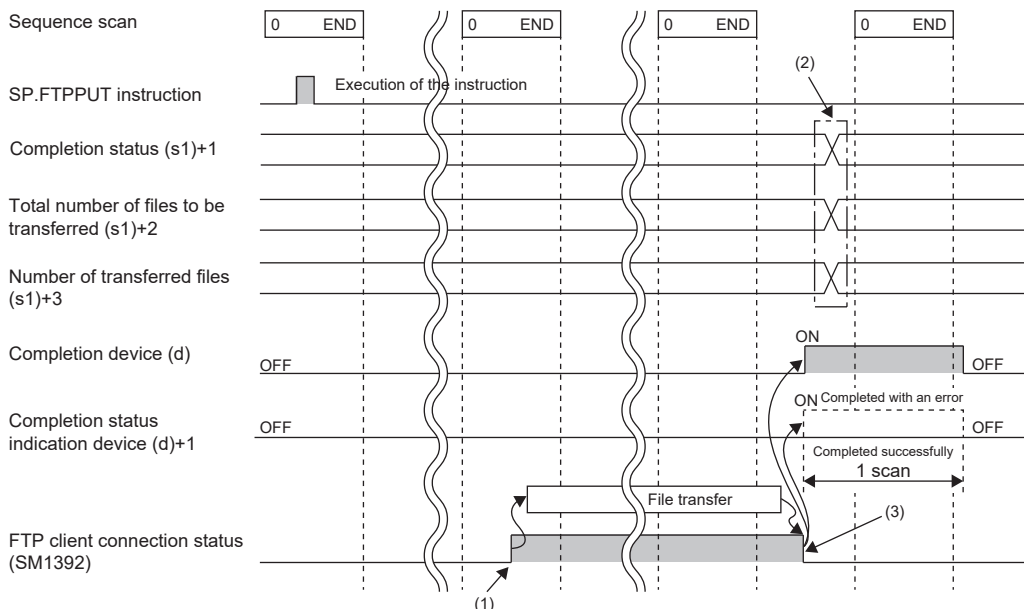 Sequence scan
0 END
0 END
0 END
0 END
(2)
SP.FTPPUT instruction
Execution of the instruction
Completion status (s1)+1
Total number of files to be
transferred (s1)+2
Number of transferred files
(s1)+3
Completion device (d)
OFF
ON
OFF
Completion status
indication device (d)+1
OFF
ON
Completed with an error
OFF
Completed successfully
1 scan
File transfer
FTP client connection status
(SM1392)
(3)
(1)